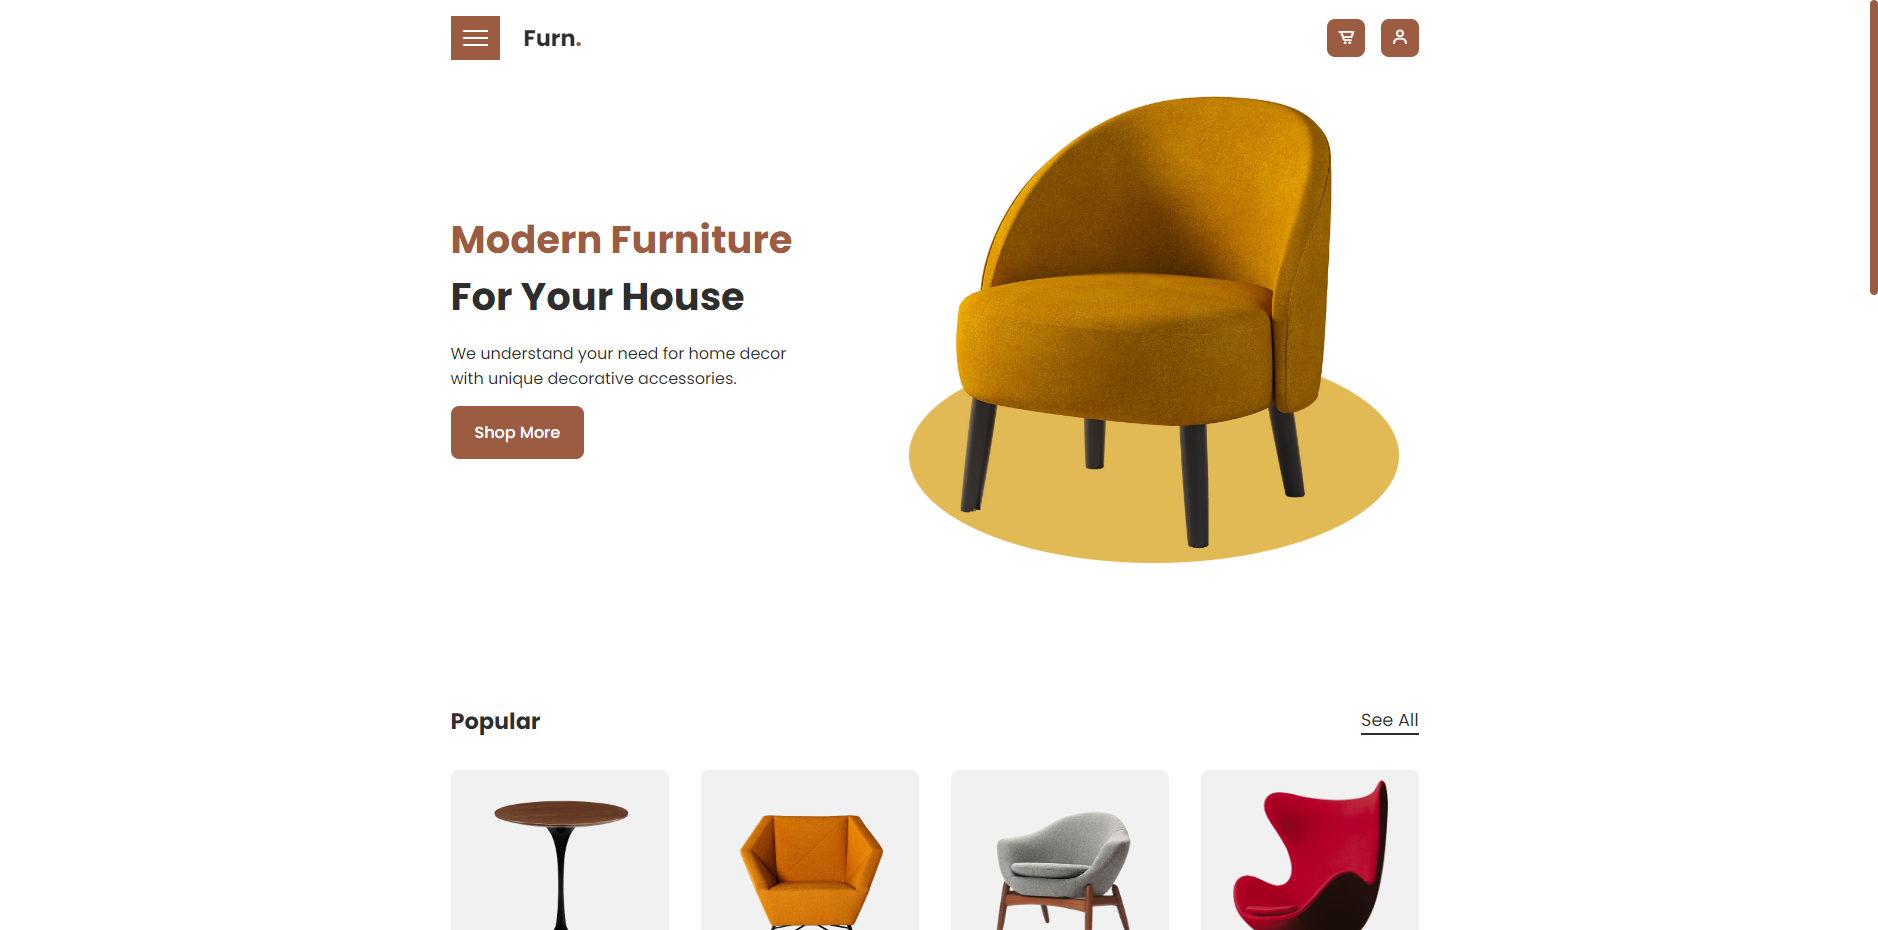 Furn.
Modern Furniture
For Your House
We understand your need for home decor
with unique decorative accessories.
Shop More
Popular
See All